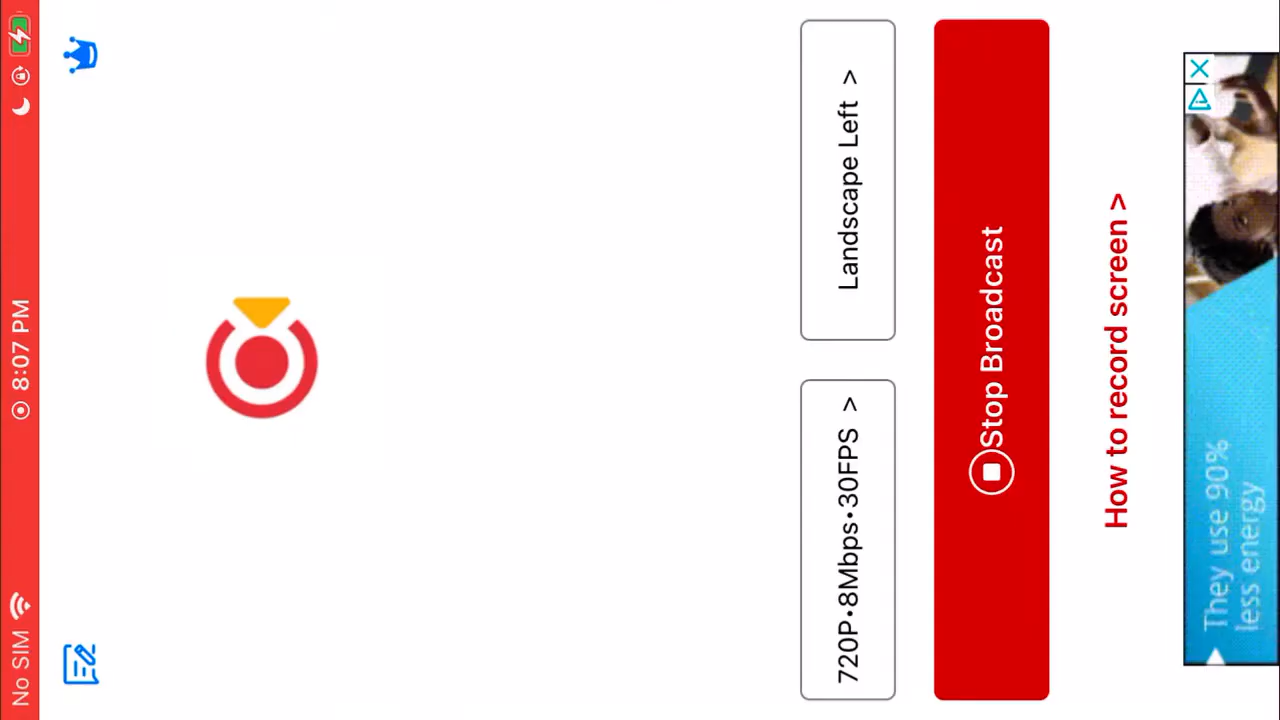 No SIM
8:07 PM
720P•8Mbps•30FPS >
Landscape Left >
Stop Broadcast
How to record screen >
They use 90%
less energy